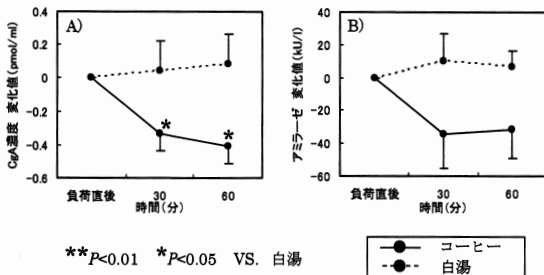 A)
0.4
0.2
0
-0.2
-0.4
-0.6
CgA濃度 変化値(pmol/ml)
*
*
負荷直後 30 60
時間(分)
B)
40
20
0
-20
-40
-60
アミラーゼ 変化値(kU/l)
負荷直後 30 60
時間(分)
**P<0.01 *P<0.05 VS. 白湯
コーヒー
白湯